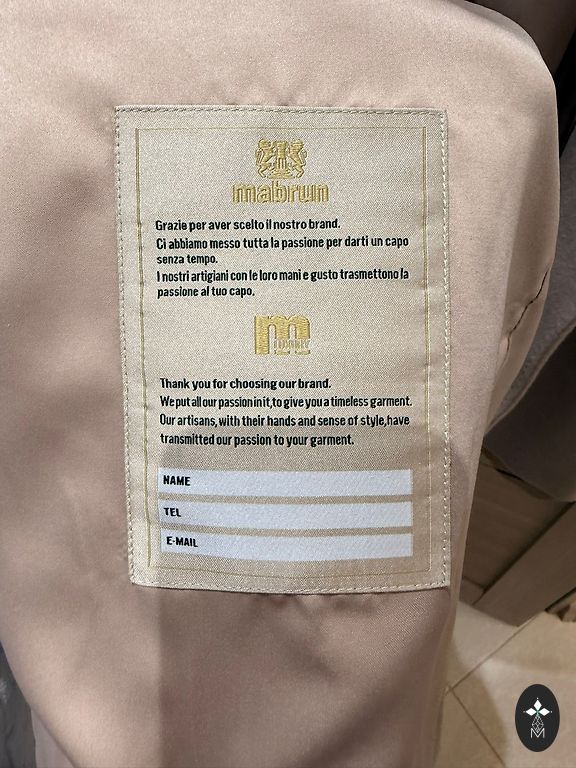 mabrun
Grazie per aver scelto il nostro brand.
Ci abbiamo messo tutta la passione per darti un capo
senza tempo.
I nostri artigiani con le loro mani e gusto trasmettono la
passione al tuo capo.
m
Thank you for choosing our brand.
We put all our passion in it, to give you a timeless garment.
Our artisans, with their hands and sense of style, have
transmitted our passion to your garment.
NAME
TEL
E-MAIL
M